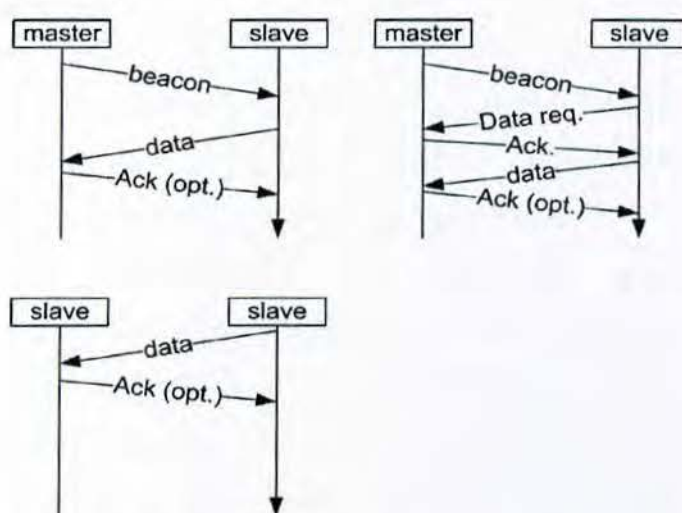 master slave
beacon
data
Ack (opt.)
master slave
beacon
Data req.
Ack.
data
Ack (opt.)
slave slave
data
Ack (opt.)